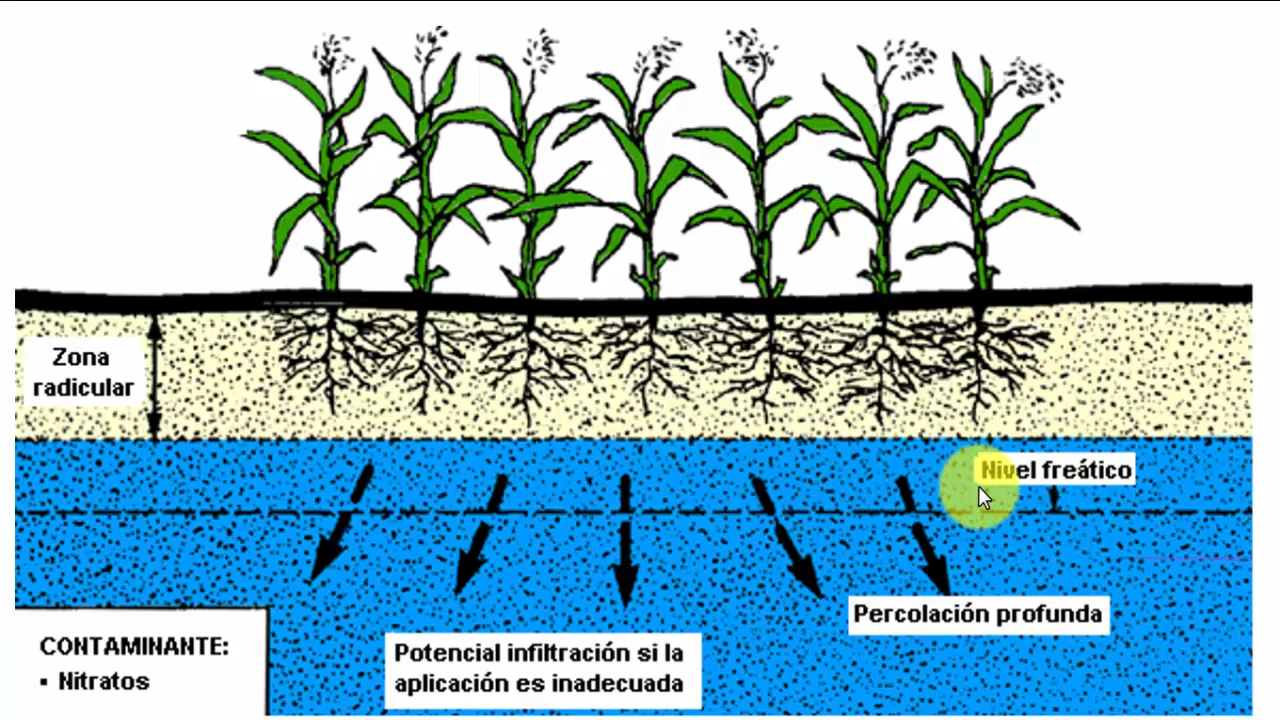 Zona
radicular
Nivel freático
Percolación profunda
CONTAMINANTE:
▪ Nitratos
Potencial infiltración si la
aplicación es inadecuada